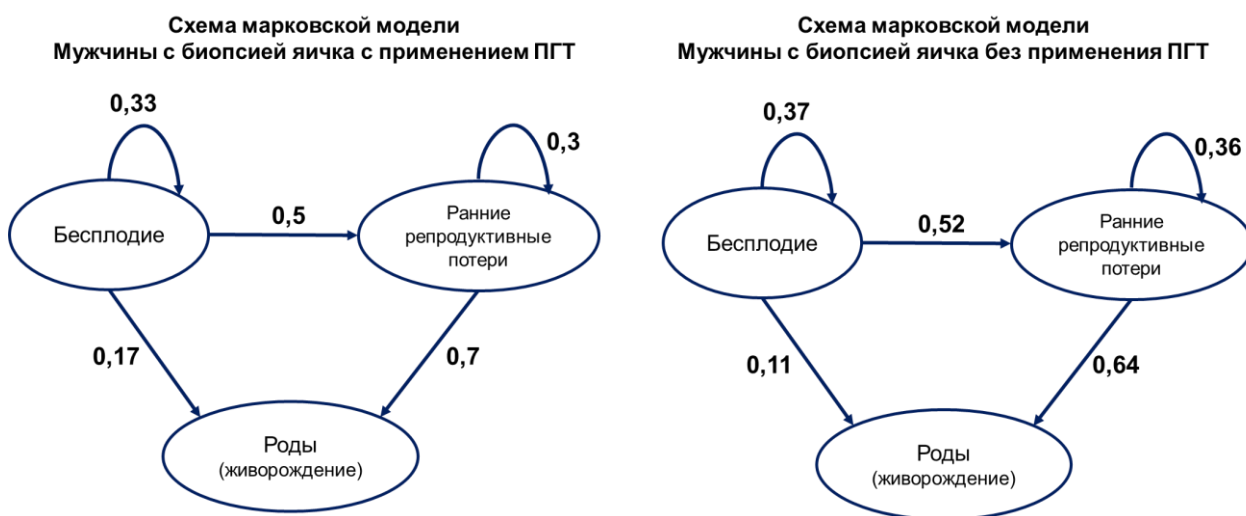 Схема марковской модели
Мужчины с биопсией яичка с применением ПГТ
0,33
0,3
Бесплодие
0,5
Ранние
репродуктивные
потери
0,17
0,7
Роды
(живорождение)
Схема марковской модели
Мужчины с биопсией яичка без применения ПГТ
0,37
0,36
Бесплодие
0,52
Ранние
репродуктивные
потери
0,11
0,64
Роды
(живорождение)